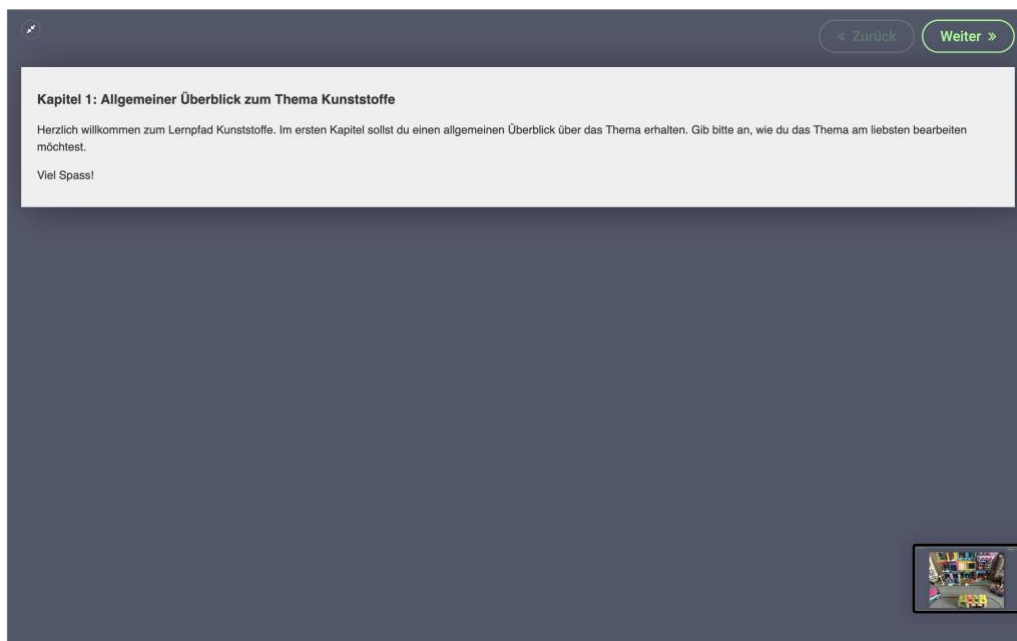 « Zurück
Weiter »
Kapitel 1: Allgemeiner Überblick zum Thema Kunststoffe
Herzlich willkommen zum Lernpfad Kunststoffe. Im ersten Kapitel sollst du einen allgemeinen Überblick über das Thema erhalten. Gib bitte an, wie du das Thema am liebsten bearbeiten
möchtest.
Viel Spass!